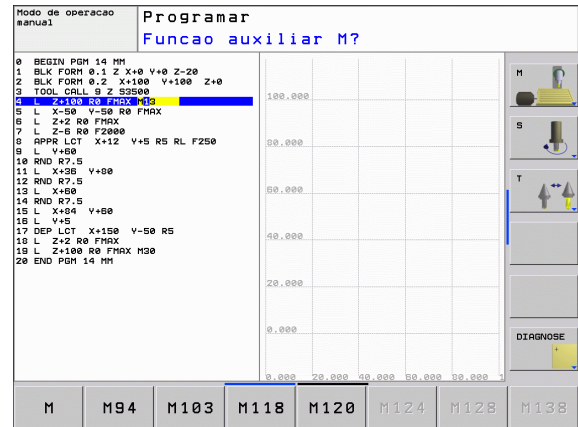 Modo de operacao
manual
Programar
Funcao auxiliar M?
0 BEGIN PGM 14 MM
1 BLK FORM 0.1 Z X+0 Y+0 Z-20
2 BLK FORM 0.2 X+100 Y+100 Z+0
3 TOOL CALL 9 Z S3500
4 L Z+100 R0 FMAX M13
5 L X-50 Y-50 R0 FMAX
6 L Z+2 R0 FMAX
7 L Z-6 R0 F2000
8 APPR LCT X+12 Y+5 R5 RL F250
9 L Y+60
10 RND R7.5
11 L X+36 Y+80
12 RND R7.5
13 L X+60
14 RND R7.5
15 L X+84 Y+60
16 L Y+5
17 DEP LCT X+150 Y-50 R5
18 L Z+2 R0 FMAX
19 L Z+100 R0 FMAX M30
20 END PGM 14 MM
100.000
80.000
60.000
40.000
20.000
0.000
0.000 20.000 40.000 60.000 80.000 1
M
S
T
DIAGNOSE
M M94 M103 M118 M120 M124 M128 M138